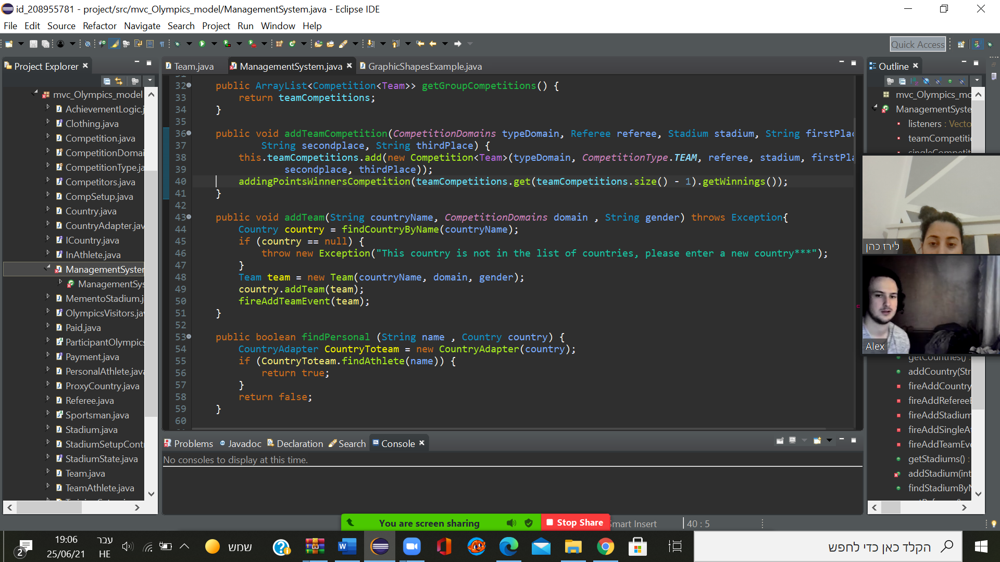 id_208955781 - project/src/mvc_Olympics_model/ManagementSystem.java - Eclipse IDE
File Edit Source Refactor Navigate Search Project Run Window Help
Quick Access
Project Explorer
mvc_Olympics_model
AchievementLogic.j
Clothing.java
Competition.java
CompetitionDomai
CompetitionType.ja
Competitors.java
CompSetup.java
Country.java
CountryAdapter.jav
ICountry.java
InAthlete.java
ManagementSyster
ManagementSys
MementoStadium.j
OlympicsVisitors.jav
Paid.java
ParticipantOlympics
Payment.java
PersonalAthlete.java
ProxyCountry.java
Referee.java
Sportsman.java
Stadium.java
StadiumSetupContr
StadiumState.java
Team.java
TeamAthlete.java
Team.java ManagementSystem.java GraphicShapesExample.java
32 public ArrayList<Competition<Team>> getGroupCompetitions() {
33 return teamCompetitions;
34 }
35
36 public void addTeamCompetition(CompetitionDomains typeDomain, Referee referee, Stadium stadium, String firstPla
37 String secondplace, String thirdPlace) {
38 this.teamCompetitions.add(new Competition<Team>(typeDomain, CompetitionType.TEAM, referee, stadium, firstPla
39 secondplace, thirdPlace));
40 addingPointsWinnersCompetition(teamCompetitions.get(teamCompetitions.size() - 1).getWinnings());
41 }
42
43 public void addTeam(String countryName, CompetitionDomains domain , String gender) throws Exception{
44 Country country = findCountryByName(countryName);
45 if (country == null) {
46 throw new Exception("This country is not in the list of countries, please enter a new country***");
47 }
48 Team team = new Team(countryName, domain, gender);
49 country.addTeam(team);
50 fireAddTeamEvent(team);
51 }
52
53 public boolean findPersonal (String name , Country country) {
54 CountryAdapter CountryToteam = new CountryAdapter(country);
55 if (CountryToteam.findAthlete(name)) {
56 return true;
57 }
58 return false;
59 }
60
Outline
mvc_Olympics_mo
ManagementSyste
listeners : Vecto
teamCompetitio
לירז כהן
Alex
getCountries() :
addCountry(Str
fireAddCountry
fireAddRefereeE
fireAddStadium
fireAddSingleA
fireAddTeamEve
getStadiums() :
addStadium(int
findStadiumByN
Problems Javadoc Declaration Search Console
No consoles to display at this time.
You are screen sharing Stop Share
Smart Insert 40 : 5
2
19:06
25/06/21
עבר
HE
שמש
הקלד כאן כדי לחפש